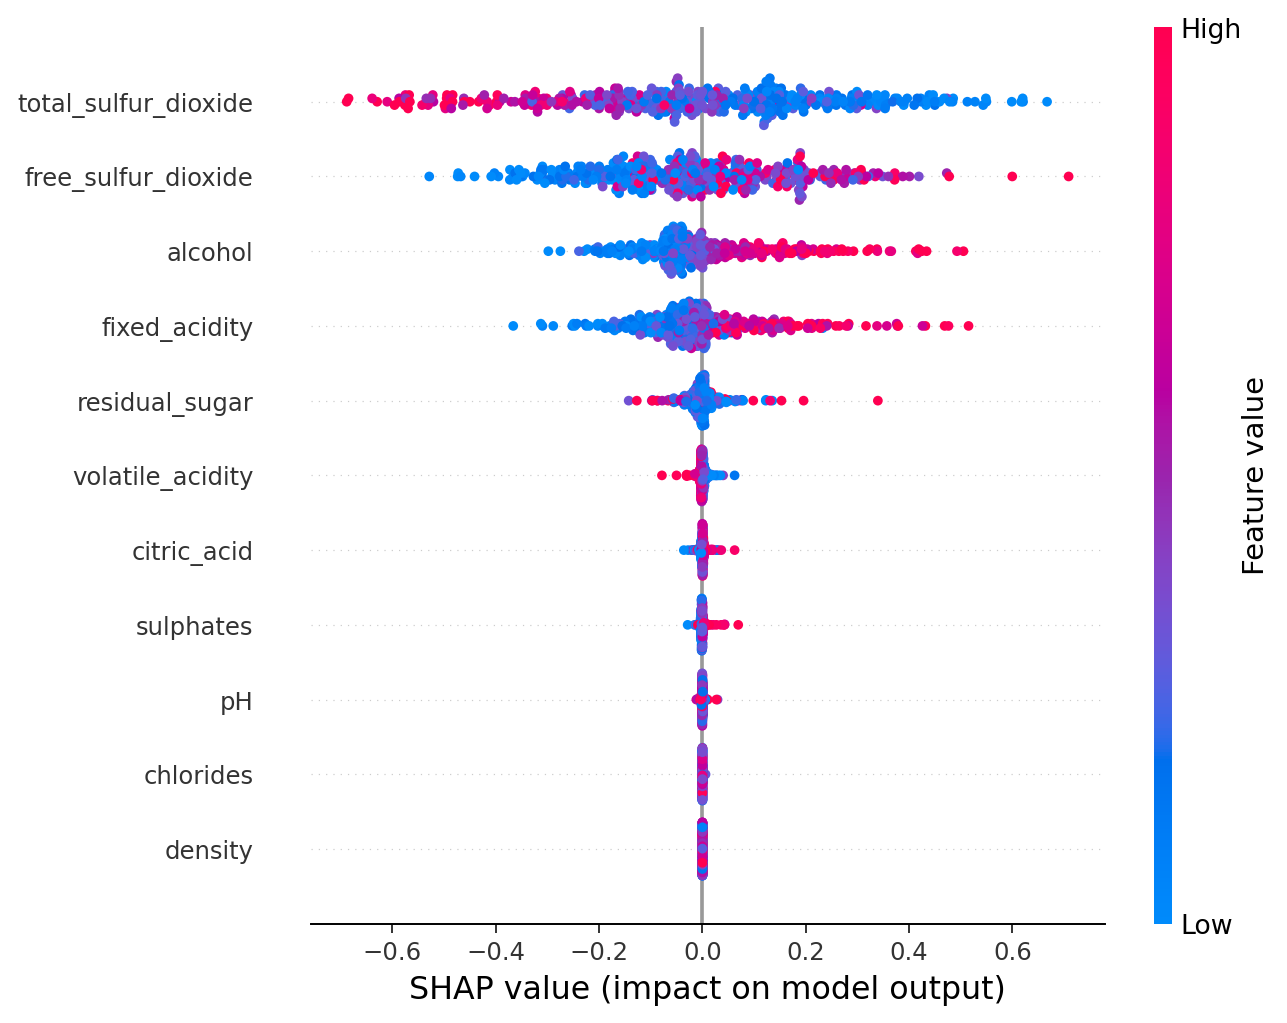 High
total_sulfur_dioxide
free_sulfur_dioxide
alcohol
fixed_acidity
residual_sugar
volatile_acidity
citric_acid
sulphates
pH
chlorides
density
Feature value
Low
−0.6 −0.4 −0.2 0.0 0.2 0.4 0.6
SHAP value (impact on model output)